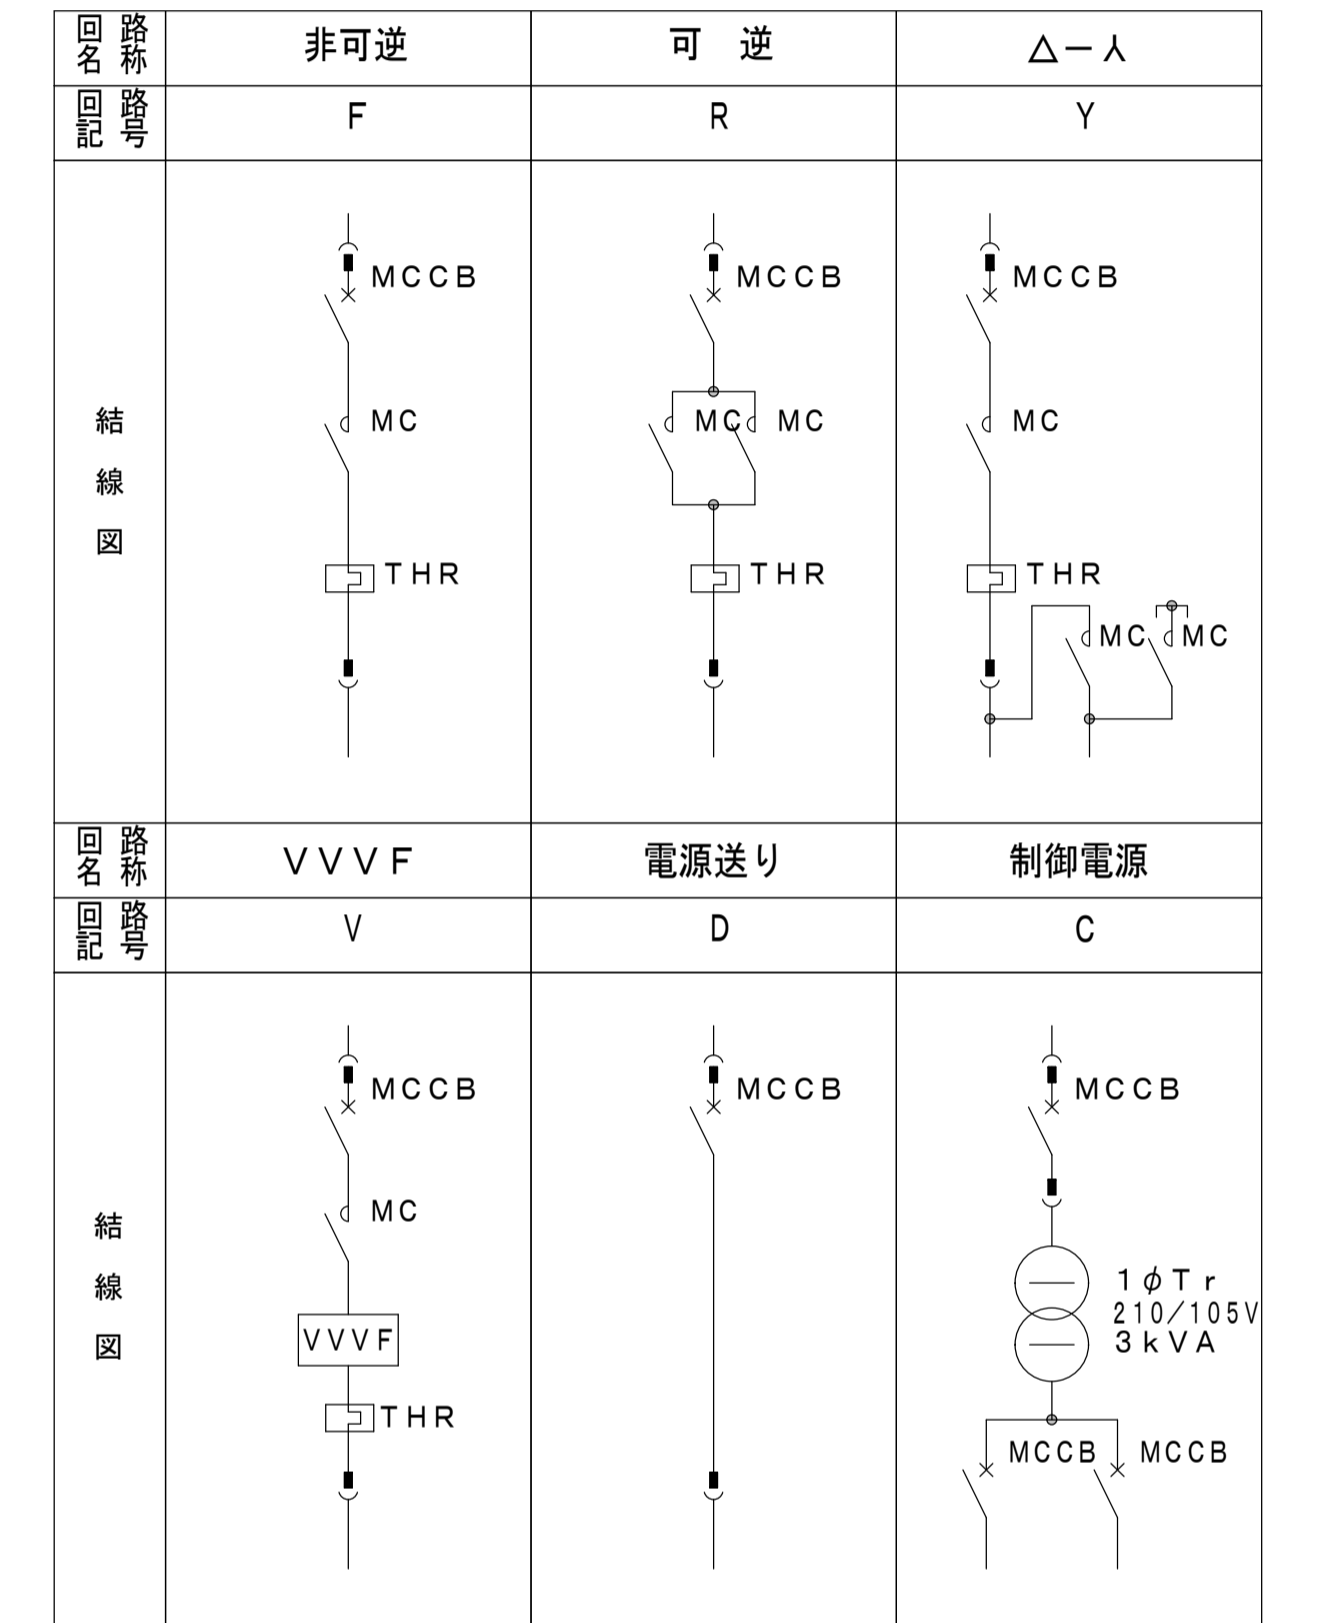 回路名称 非可逆 可　逆 △ー人
回路記号 F R Y
結線図
MCCB MCCB MCCB
MC MC MC MC
THR THR THR
MC MC
回路名称 ＶＶＶＦ 電源送り 制御電源
回路記号 V D C
結線図
MCCB MCCB MCCB
MC
1φTr
210/105V
VVVF 3kVA
THR
MCCB MCCB